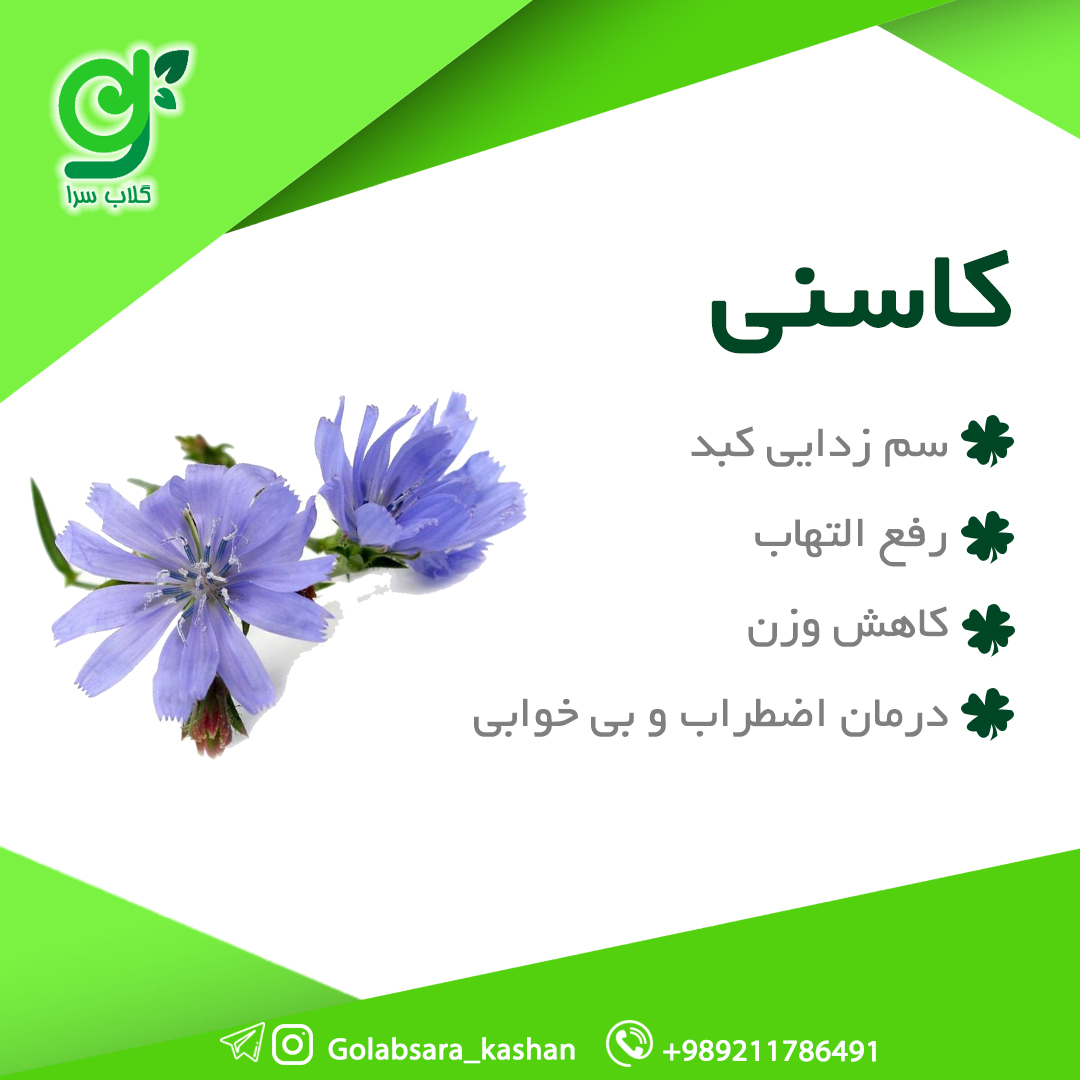 گلاب سرا
کاسنی
سم زدایی کبد
رفع التهاب
کاهش وزن
درمان اضطراب و بی خوابی
Golabsara_kashan
+989211786491